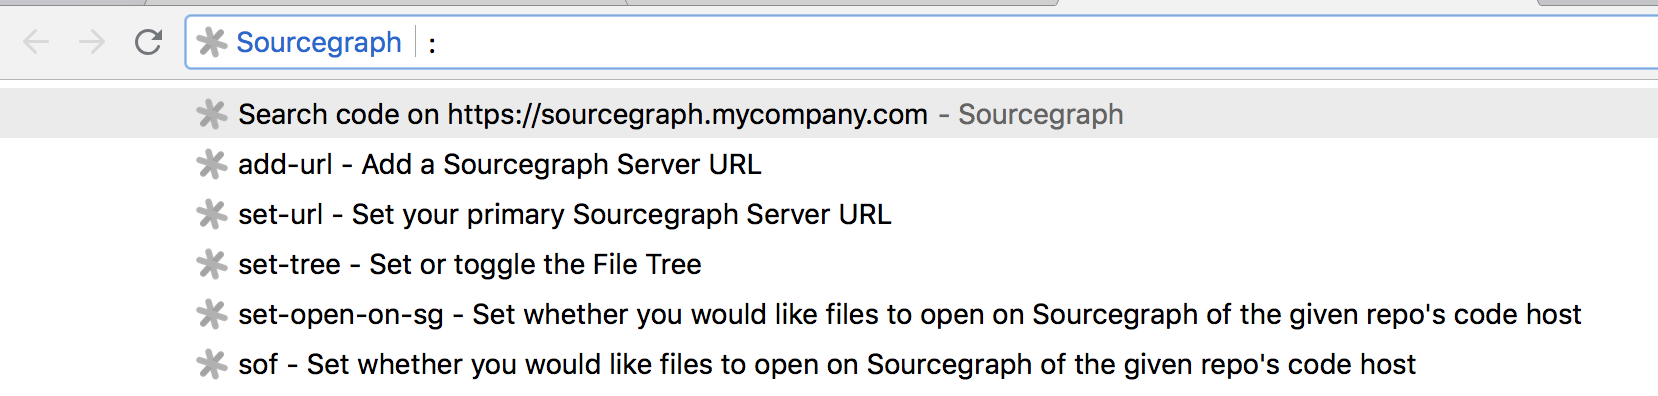 Sourcegraph :
Search code on https://sourcegraph.mycompany.com - Sourcegraph
add-url - Add a Sourcegraph Server URL
set-url - Set your primary Sourcegraph Server URL
set-tree - Set or toggle the File Tree
set-open-on-sg - Set whether you would like files to open on Sourcegraph of the given repo's code host
sof - Set whether you would like files to open on Sourcegraph of the given repo's code host